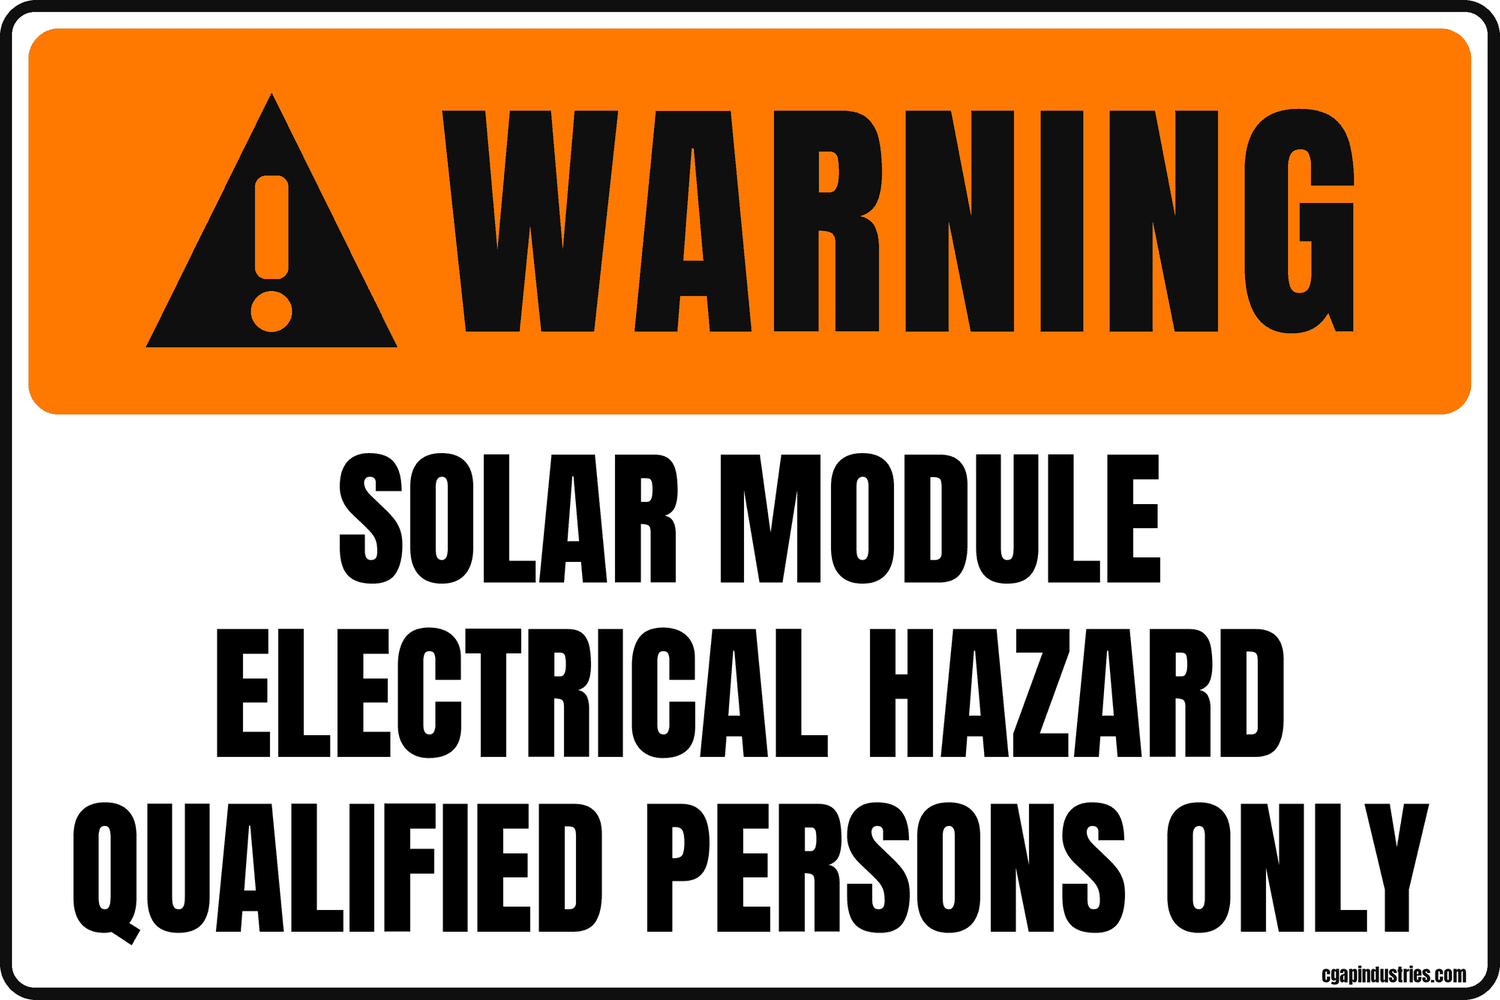 WARNING
SOLAR MODULE
ELECTRICAL HAZARD
QUALIFIED PERSONS ONLY
cgapindustries.com